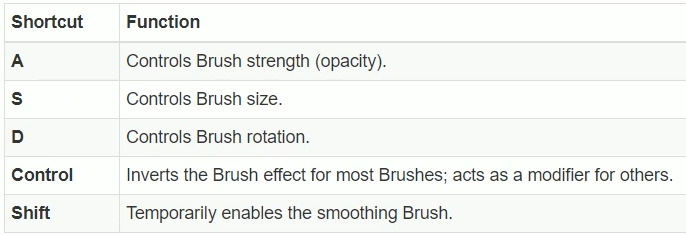 Shortcut Function
A Controls Brush strength (opacity).
S Controls Brush size.
D Controls Brush rotation.
Control Inverts the Brush effect for most Brushes; acts as a modifier for others.
Shift Temporarily enables the smoothing Brush.